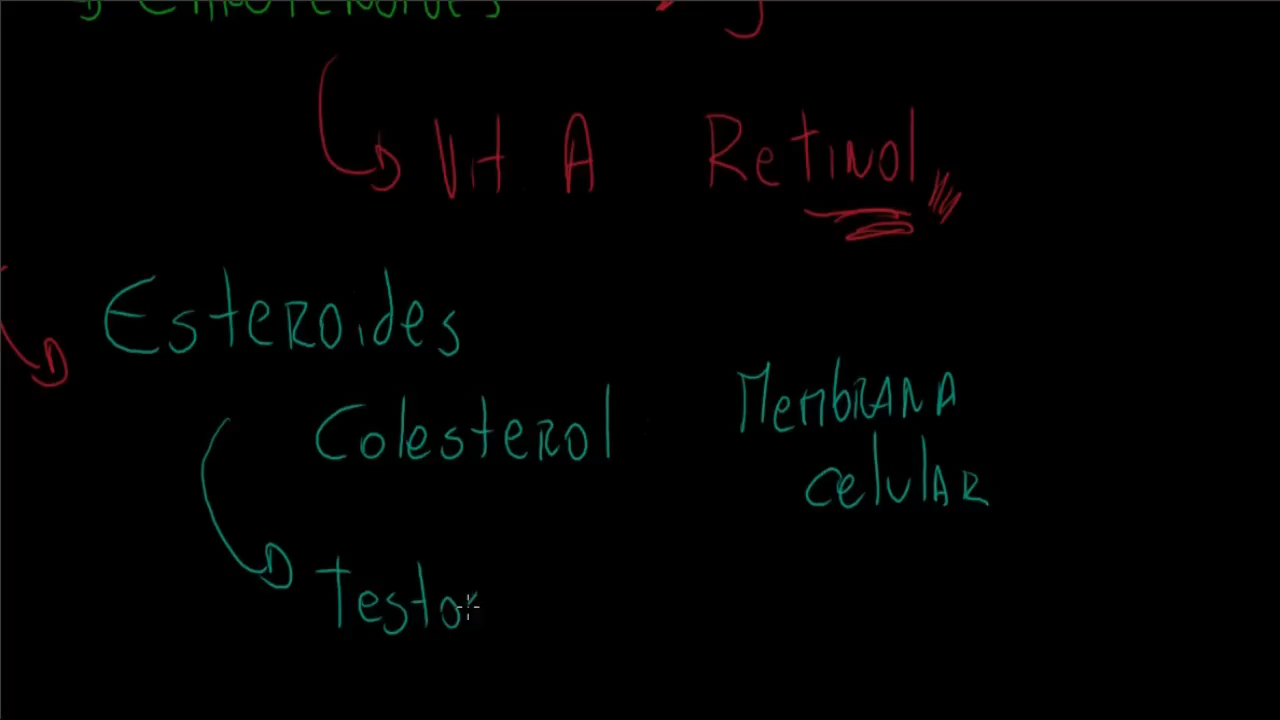 Vit A Retinol
Esteroides
Colesterol Membrana
celular
Testo